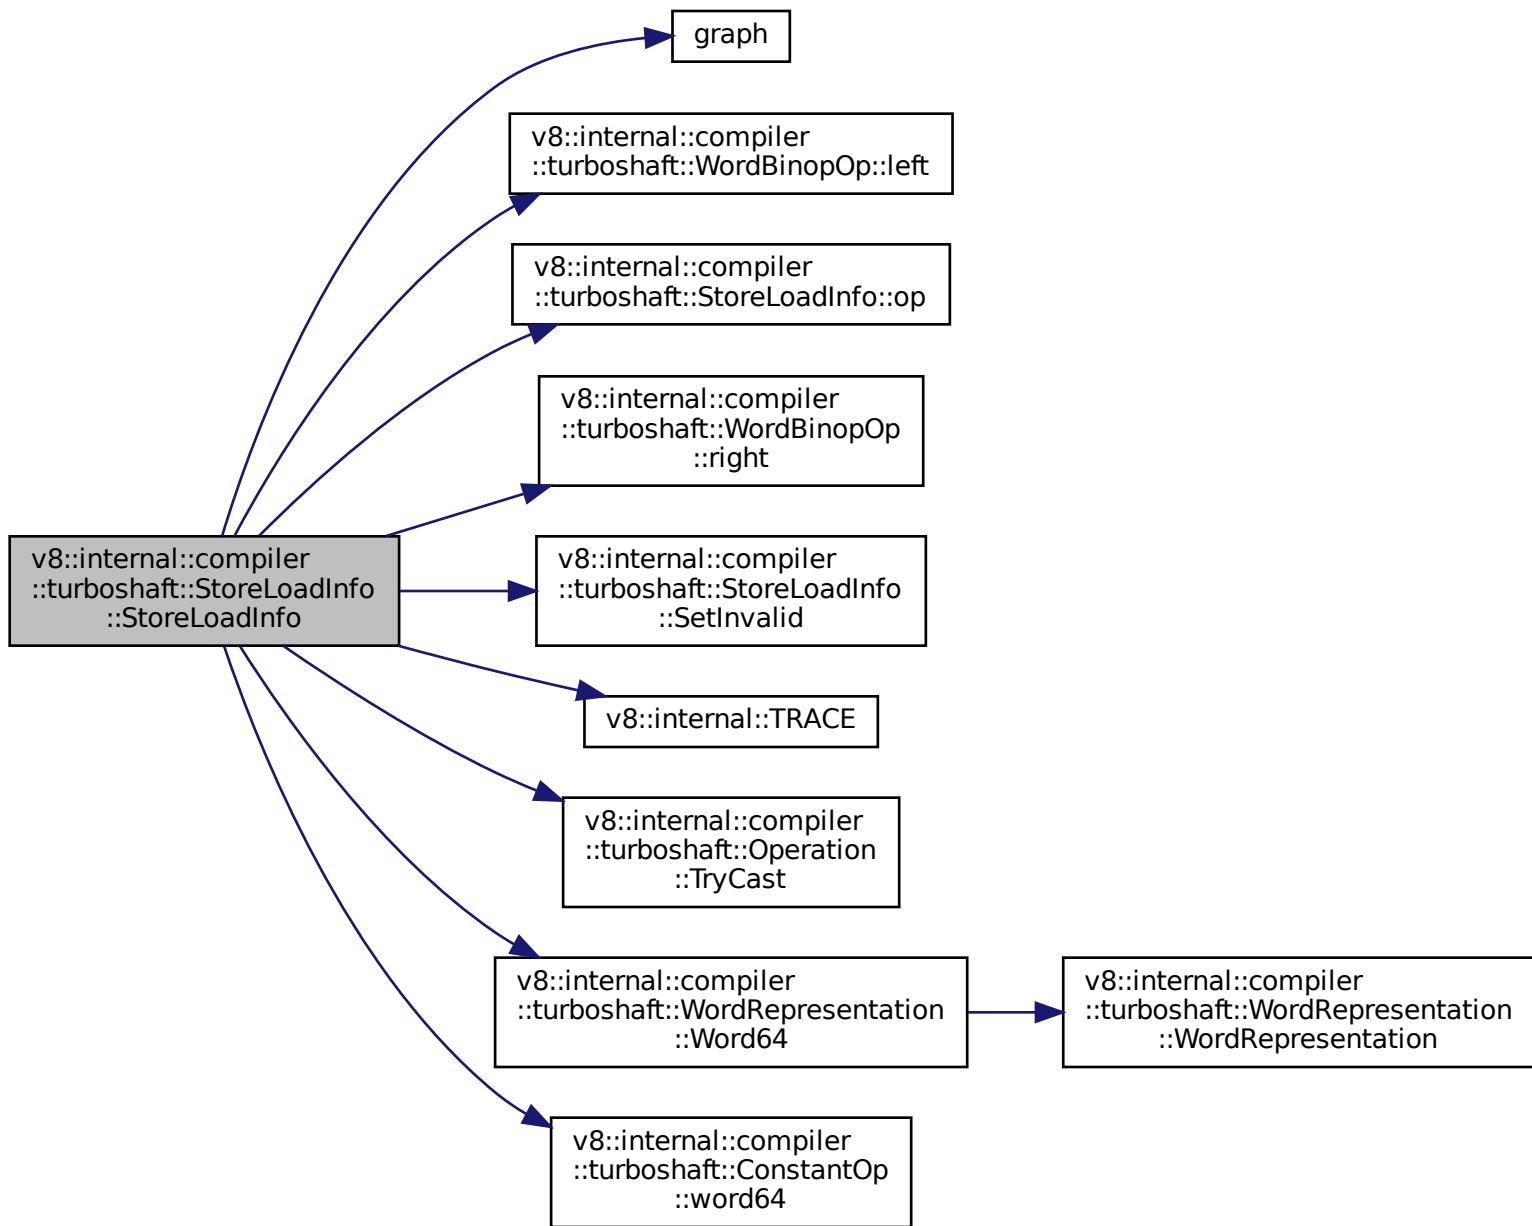 graph
v8::internal::compiler
::turboshaft::WordBinopOp::left
v8::internal::compiler
::turboshaft::StoreLoadInfo::op
v8::internal::compiler
::turboshaft::WordBinopOp
::right
v8::internal::compiler
::turboshaft::StoreLoadInfo
::StoreLoadInfo
v8::internal::compiler
::turboshaft::StoreLoadInfo
::SetInvalid
v8::internal::TRACE
v8::internal::compiler
::turboshaft::Operation
::TryCast
v8::internal::compiler
::turboshaft::WordRepresentation
::Word64
v8::internal::compiler
::turboshaft::WordRepresentation
::WordRepresentation
v8::internal::compiler
::turboshaft::ConstantOp
::word64